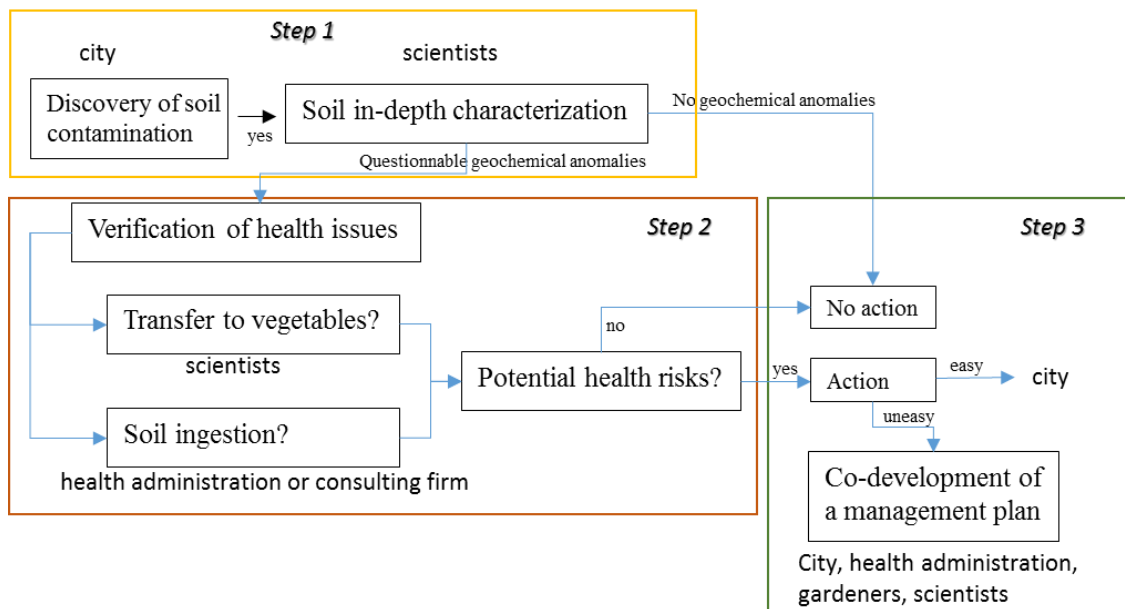 Step 1
city
scientists
Discovery of soil
contamination
yes
Soil in-depth characterization
No geochemical anomalies
Questionnable geochemical anomalies
Step 2
Verification of health issues
Transfer to vegetables?
scientists
Soil ingestion?
health administration or consulting firm
Potential health risks?
no
yes
Step 3
No action
Action
easy
city
uneasy
Co-development of
a management plan
City, health administration,
gardeners, scientists